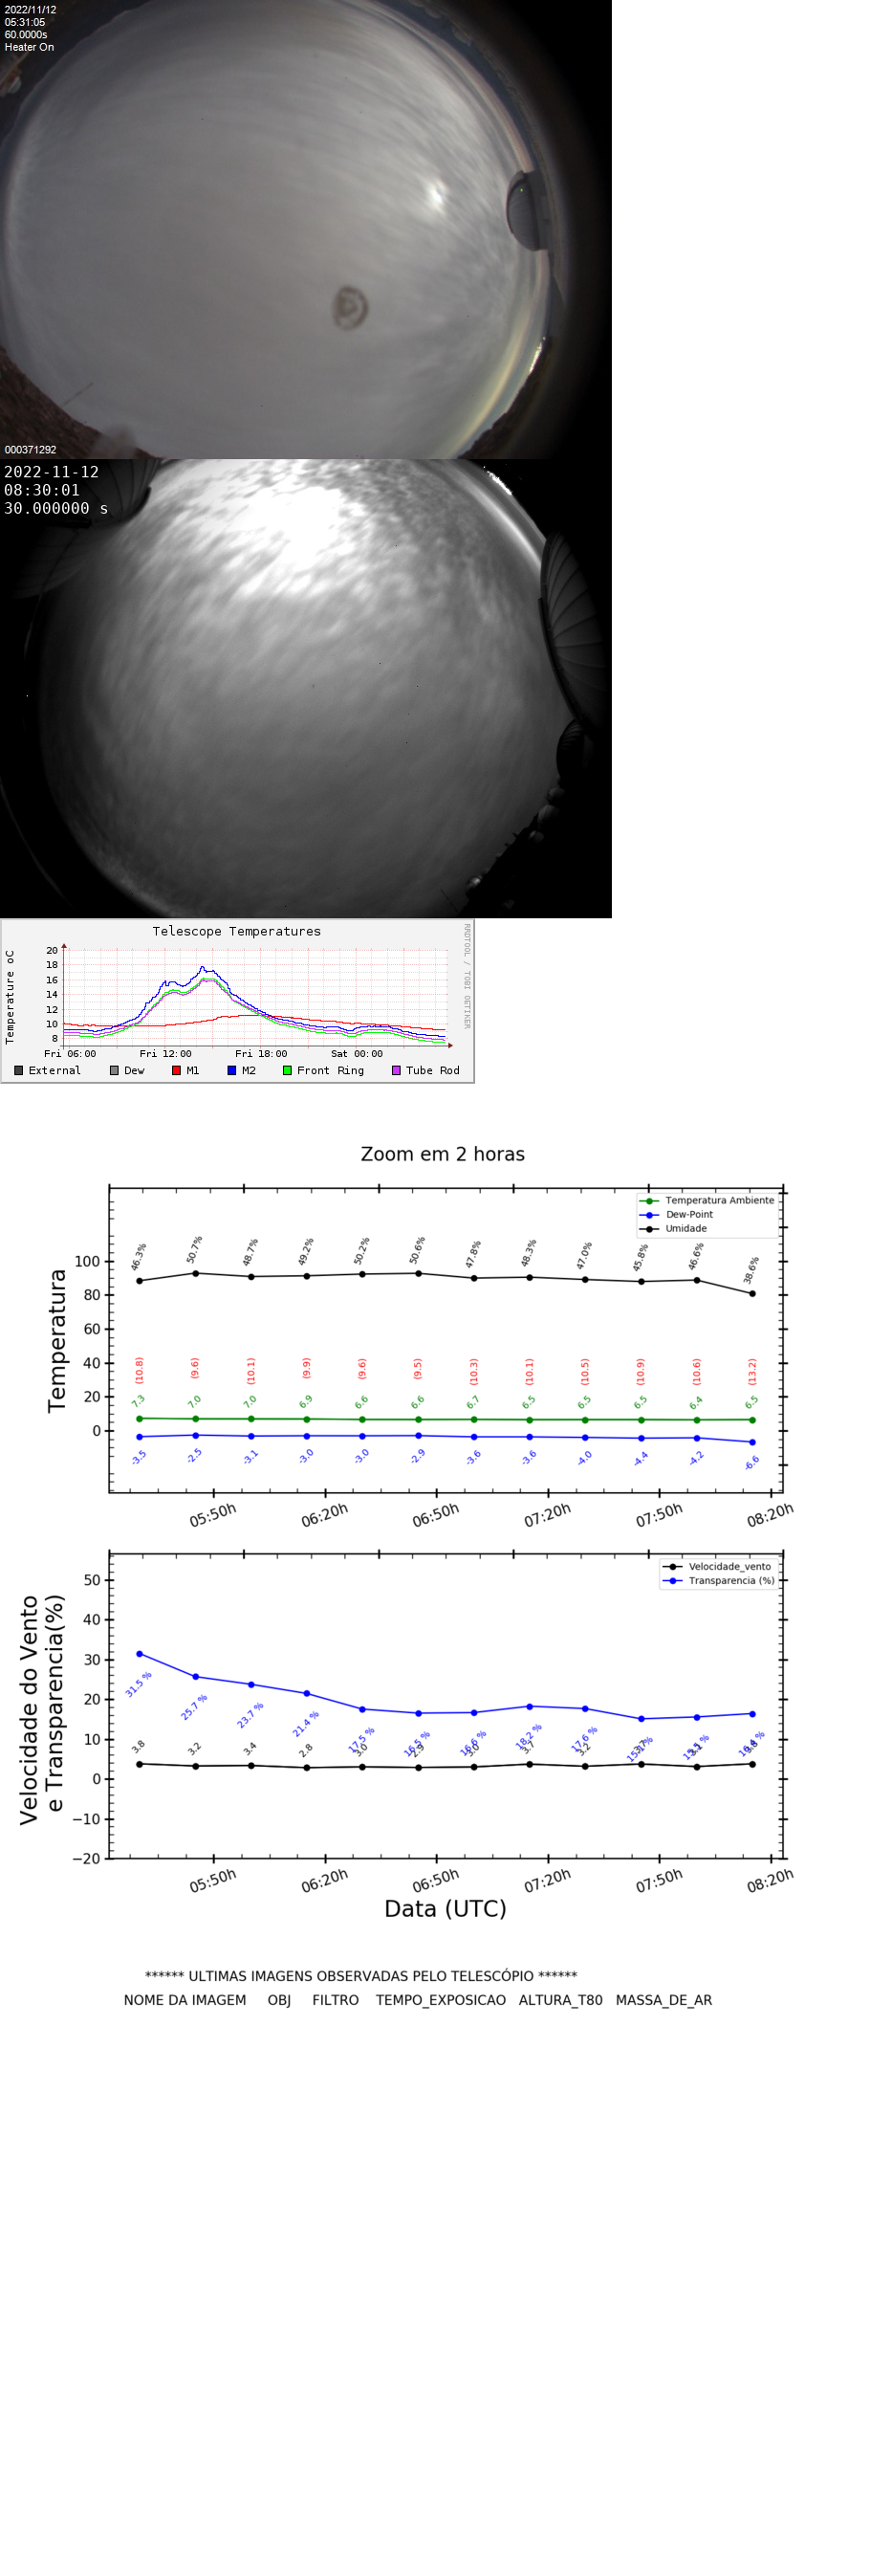 2022/11/12
05:31:05
60.0000s
Heater On
000371292
2022-11-12
08:30:01
30.000000 s
Telescope Temperatures
RRDTOOL / TOBI OETIKER
Temperature oC
20
18
16
14
12
10
8
Fri 06:00 Fri 12:00 Fri 18:00 Sat 00:00
External Dew M1 M2 Front Ring Tube Rod
Zoom em 2 horas
Temperatura Ambiente
Dew-Point
Umidade
Temperatura
100
80
60
40
20
0
46.3% 50.7% 48.7% 49.2% 50.2% 50.6% 47.8% 48.3% 47.0% 45.8% 46.6% 38.6%
(10.8) (9.6) (10.1) (9.9) (9.6) (9.5) (10.3) (10.1) (10.5) (10.9) (10.6) (13.2)
7.3 7.0 7.0 6.9 6.6 6.6 6.7 6.5 6.5 6.5 6.4 6.5
-3.5 -2.5 -3.1 -3.0 -3.0 -2.9 -3.6 -3.6 -4.0 -4.4 -4.2 -6.6
05:50h 06:20h 06:50h 07:20h 07:50h 08:20h
Velocidade_vento
Transparencia (%)
Velocidade do Vento
e Transparencia(%)
50
40
30
20
10
0
−10
−20
31.5 % 25.7 % 23.7 % 21.4 % 17.5 % 16.5 % 16.6 % 18.2 % 17.6 %
3.8 3.2 3.4 2.8 3.0 2.9 3.0 3.7 3.2
05:50h 06:20h 06:50h 07:20h 07:50h 08:20h
Data (UTC)
****** ULTIMAS IMAGENS OBSERVADAS PELO TELESCÓPIO ******
NOME DA IMAGEM OBJ FILTRO TEMPO_EXPOSICAO ALTURA_T80 MASSA_DE_AR